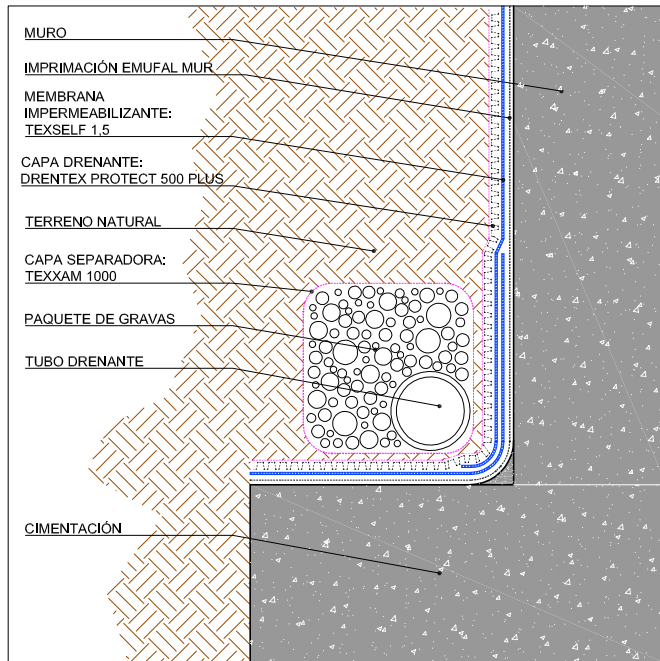 MURO
IMPRIMACIÓN EMUFAL MUR
MEMBRANA
IMPERMEABILIZANTE:
TEXSELF 1,5
CAPA DRENANTE:
DRENTEX PROTECT 500 PLUS
TERRENO NATURAL
CAPA SEPARADORA:
TEXXAM 1000
PAQUETE DE GRAVAS
TUBO DRENANTE
CIMENTACIÓN